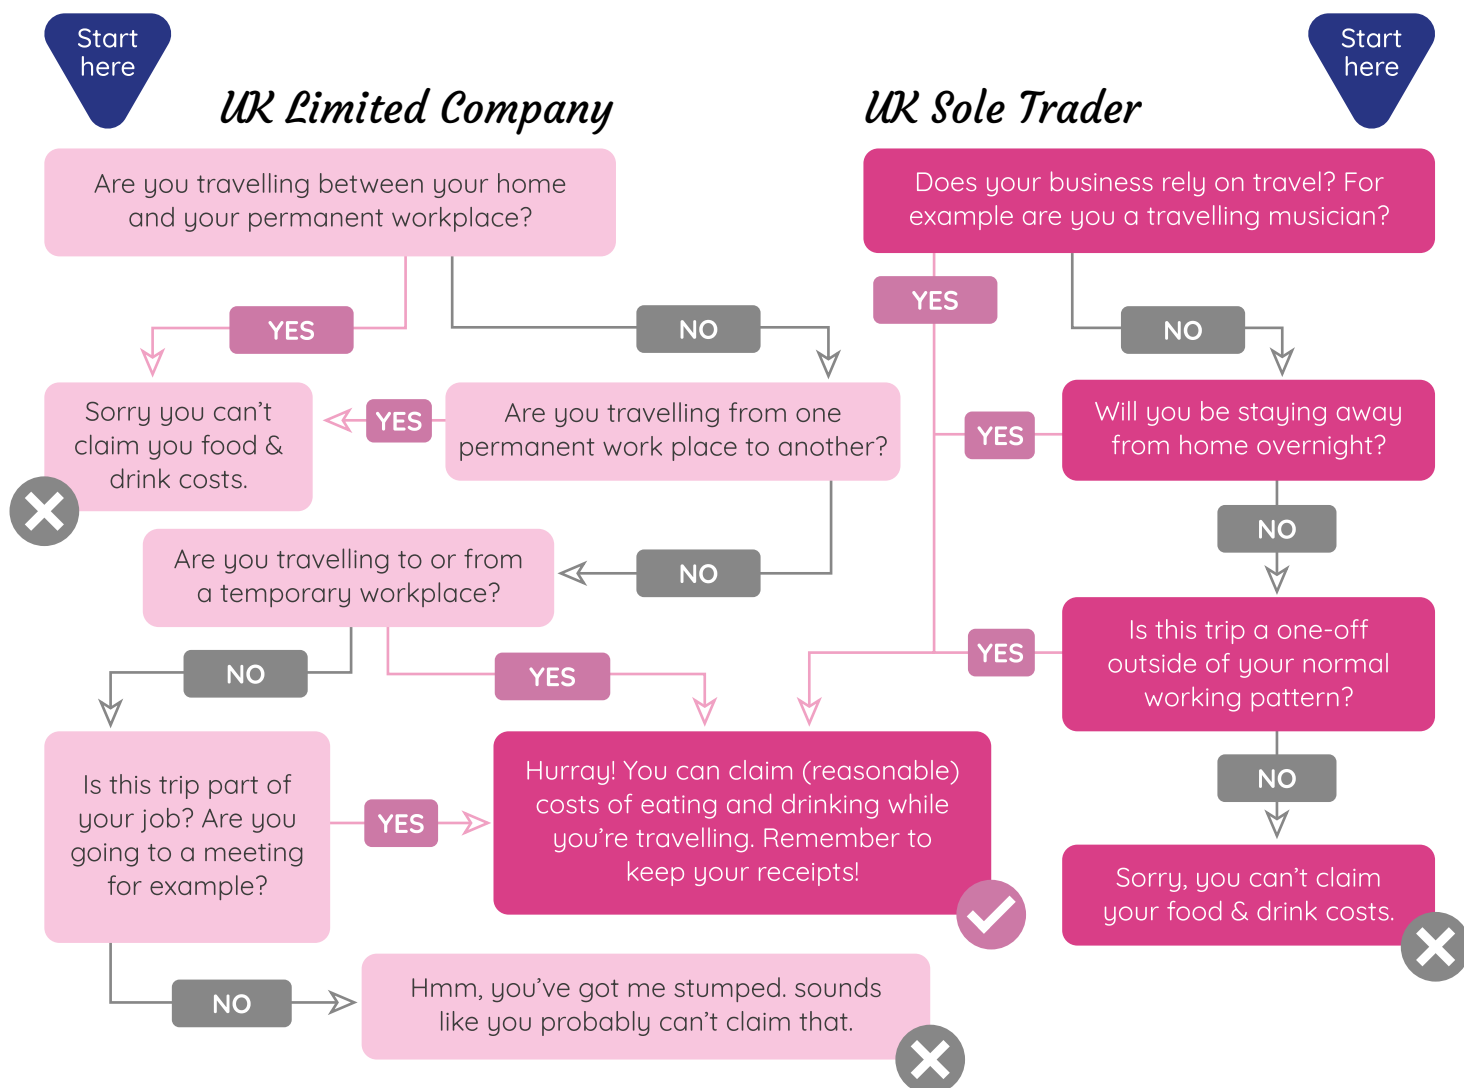 Start
here
UK Limited Company
Are you travelling between your home
and your permanent workplace?
YES
NO
Sorry you can't
claim you food &
drink costs.
YES
Are you travelling from one
permanent work place to another?
NO
Are you travelling to or from
a temporary workplace?
NO
YES
Is this trip part of
your job? Are you
going to a meeting
for example?
YES
Hurray! You can claim (reasonable)
costs of eating and drinking while
you're travelling. Remember to
keep your receipts!
NO
Hmm, you've got me stumped. sounds
like you probably can't claim that.
Start
here
UK Sole Trader
Does your business rely on travel? For
example are you a travelling musician?
YES
NO
Will you be staying away
from home overnight?
YES
NO
Is this trip a one-off
outside of your normal
working pattern?
YES
NO
Sorry, you can't claim
your food & drink costs.